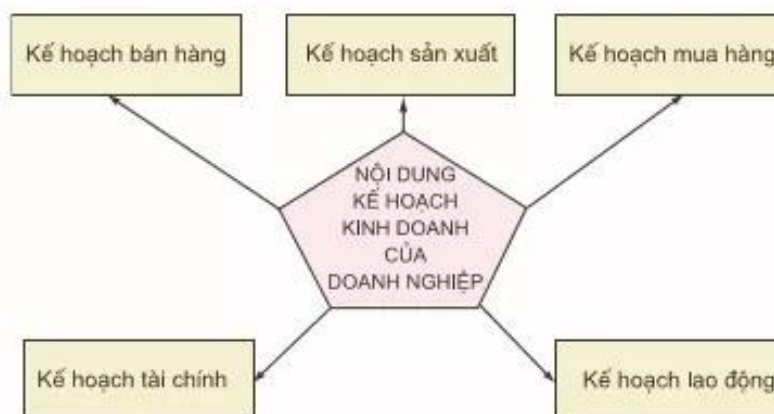 Kế hoạch bán hàng
Kế hoạch sản xuất
Kế hoạch mua hàng
NỘI DUNG
KẾ HOẠCH
KINH DOANH
CỦA
DOANH NGHIỆP
Kế hoạch tài chính
Kế hoạch lao động